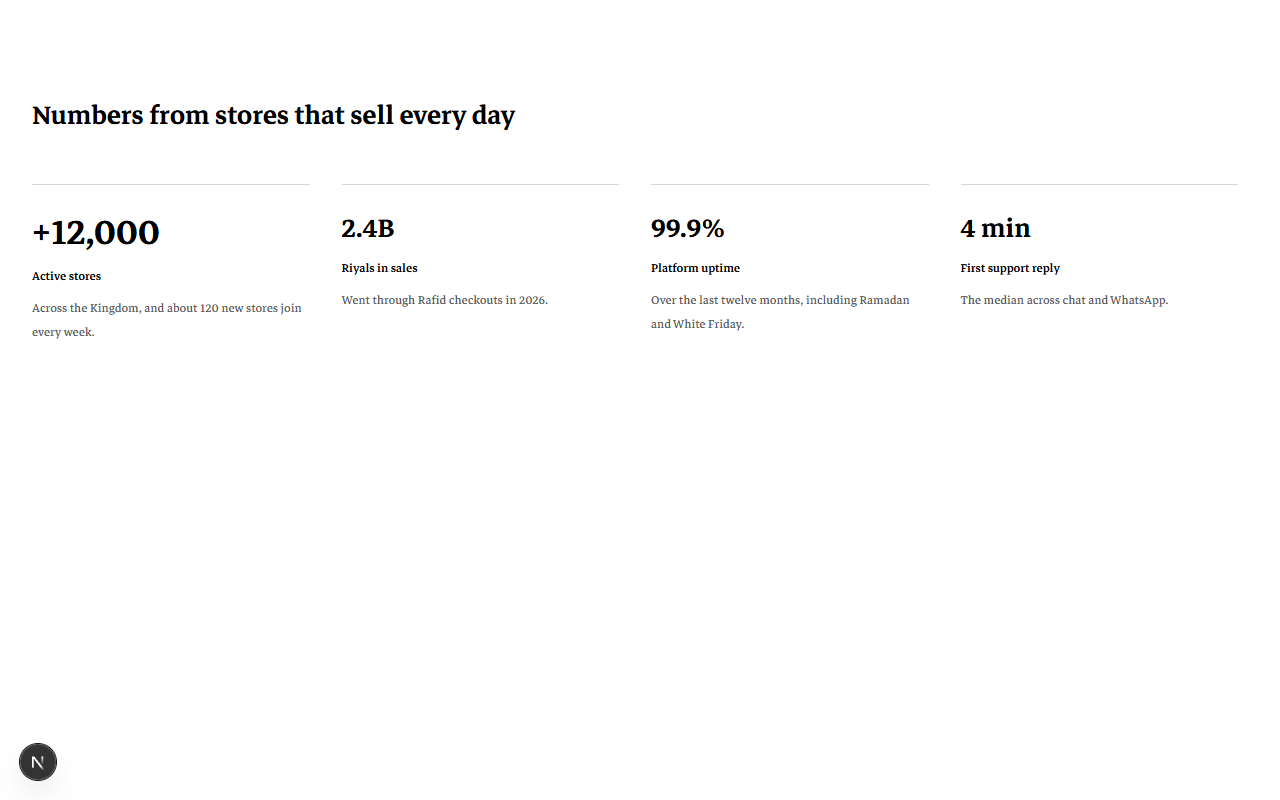 Numbers from stores that sell every day
+12,000
Active stores
Across the Kingdom, and about 120 new stores join
every week.
2.4B
Riyals in sales
Went through Rafid checkouts in 2026.
99.9%
Platform uptime
Over the last twelve months, including Ramadan
and White Friday.
4 min
First support reply
The median across chat and WhatsApp.
N